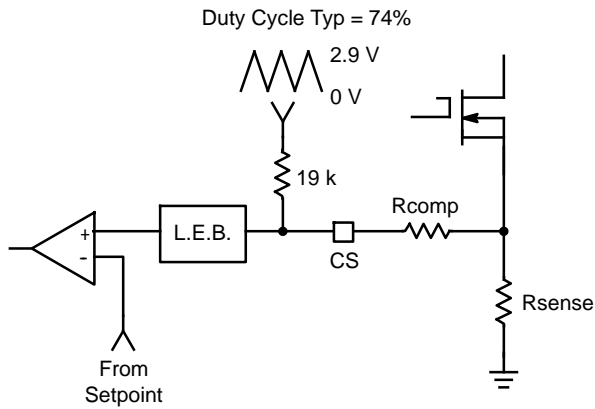 Duty Cycle Typ = 74%
2.9 V
0 V
19 k
Rcomp
L.E.B.
+
-
CS
Rsense
From
Setpoint